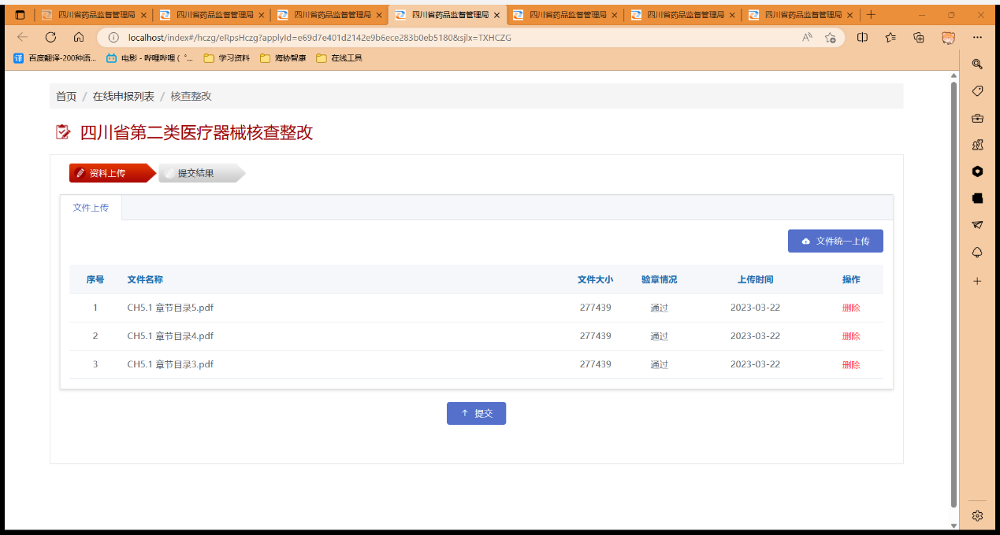 四川省药品监督管理局 四川省药品监督管理局 四川省药品监督管理局 四川省药品监督管理局 四川省药品监督管理局 四川省药品监督管理局 四川省药品监督管理局
localhost/index#/hczg/eRpsHczg?applyId=e69d7e401d2142e9b6ece283b0eb5180&sjlx=TXHCZG
百度翻译-200种语... 电影 - 哔哩哔哩 ( ゜... 学习资料 海协智康 在线工具
首页 / 在线申报列表 / 核查整改
四川省第二类医疗器械核查整改
资料上传 提交结果
文件上传
文件统一上传
序号 文件名称 文件大小 验章情况 上传时间 操作
1 CH5.1 章节目录5.pdf 277439 通过 2023-03-22 删除
2 CH5.1 章节目录4.pdf 277439 通过 2023-03-22 删除
3 CH5.1 章节目录3.pdf 277439 通过 2023-03-22 删除
提交